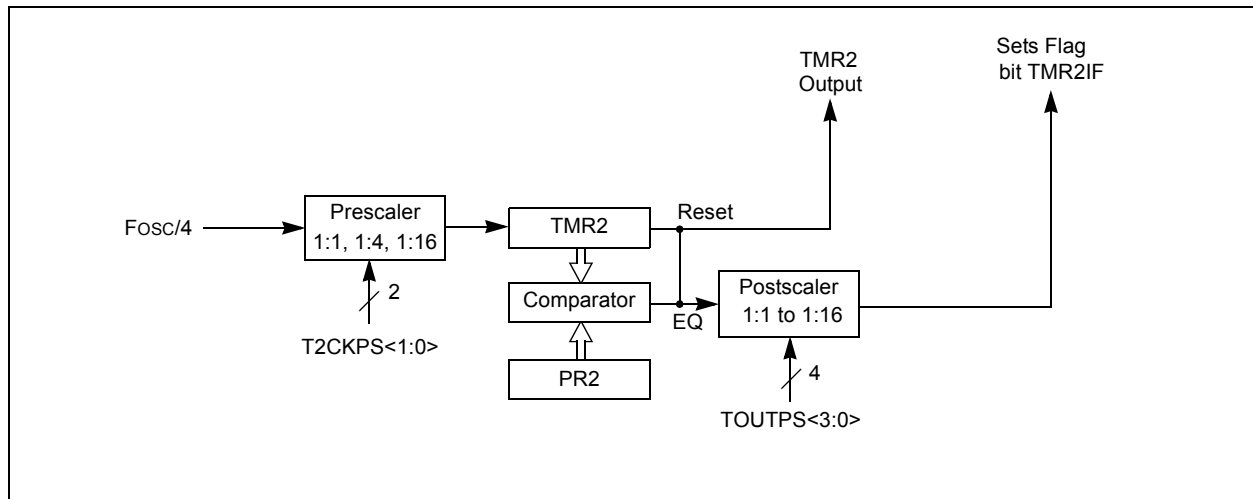 TMR2
Output
Sets Flag
bit TMR2IF
FOSC/4
Prescaler
1:1, 1:4, 1:16
2
T2CKPS<1:0>
TMR2
Reset
Comparator
EQ
PR2
Postscaler
1:1 to 1:16
4
TOUTPS<3:0>